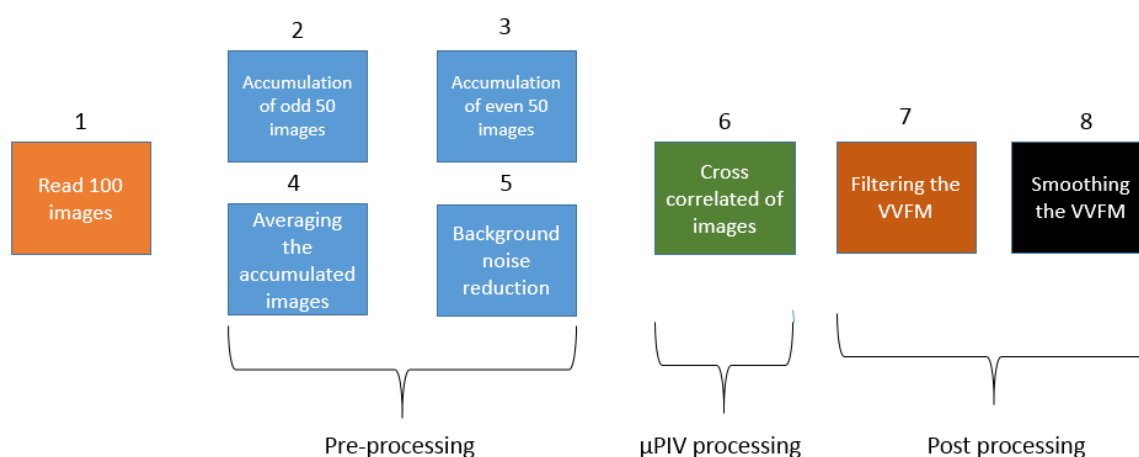 1
Read 100
images
2
Accumulation
of odd 50
images
3
Accumulation
of even 50
images
4
Averaging
the
accumulated
images
5
Background
noise
reduction
6
Cross
correlated of
images
7
Filtering the
VVFM
8
Smoothing
the VVFM
Pre-processing
µPIV processing
Post processing